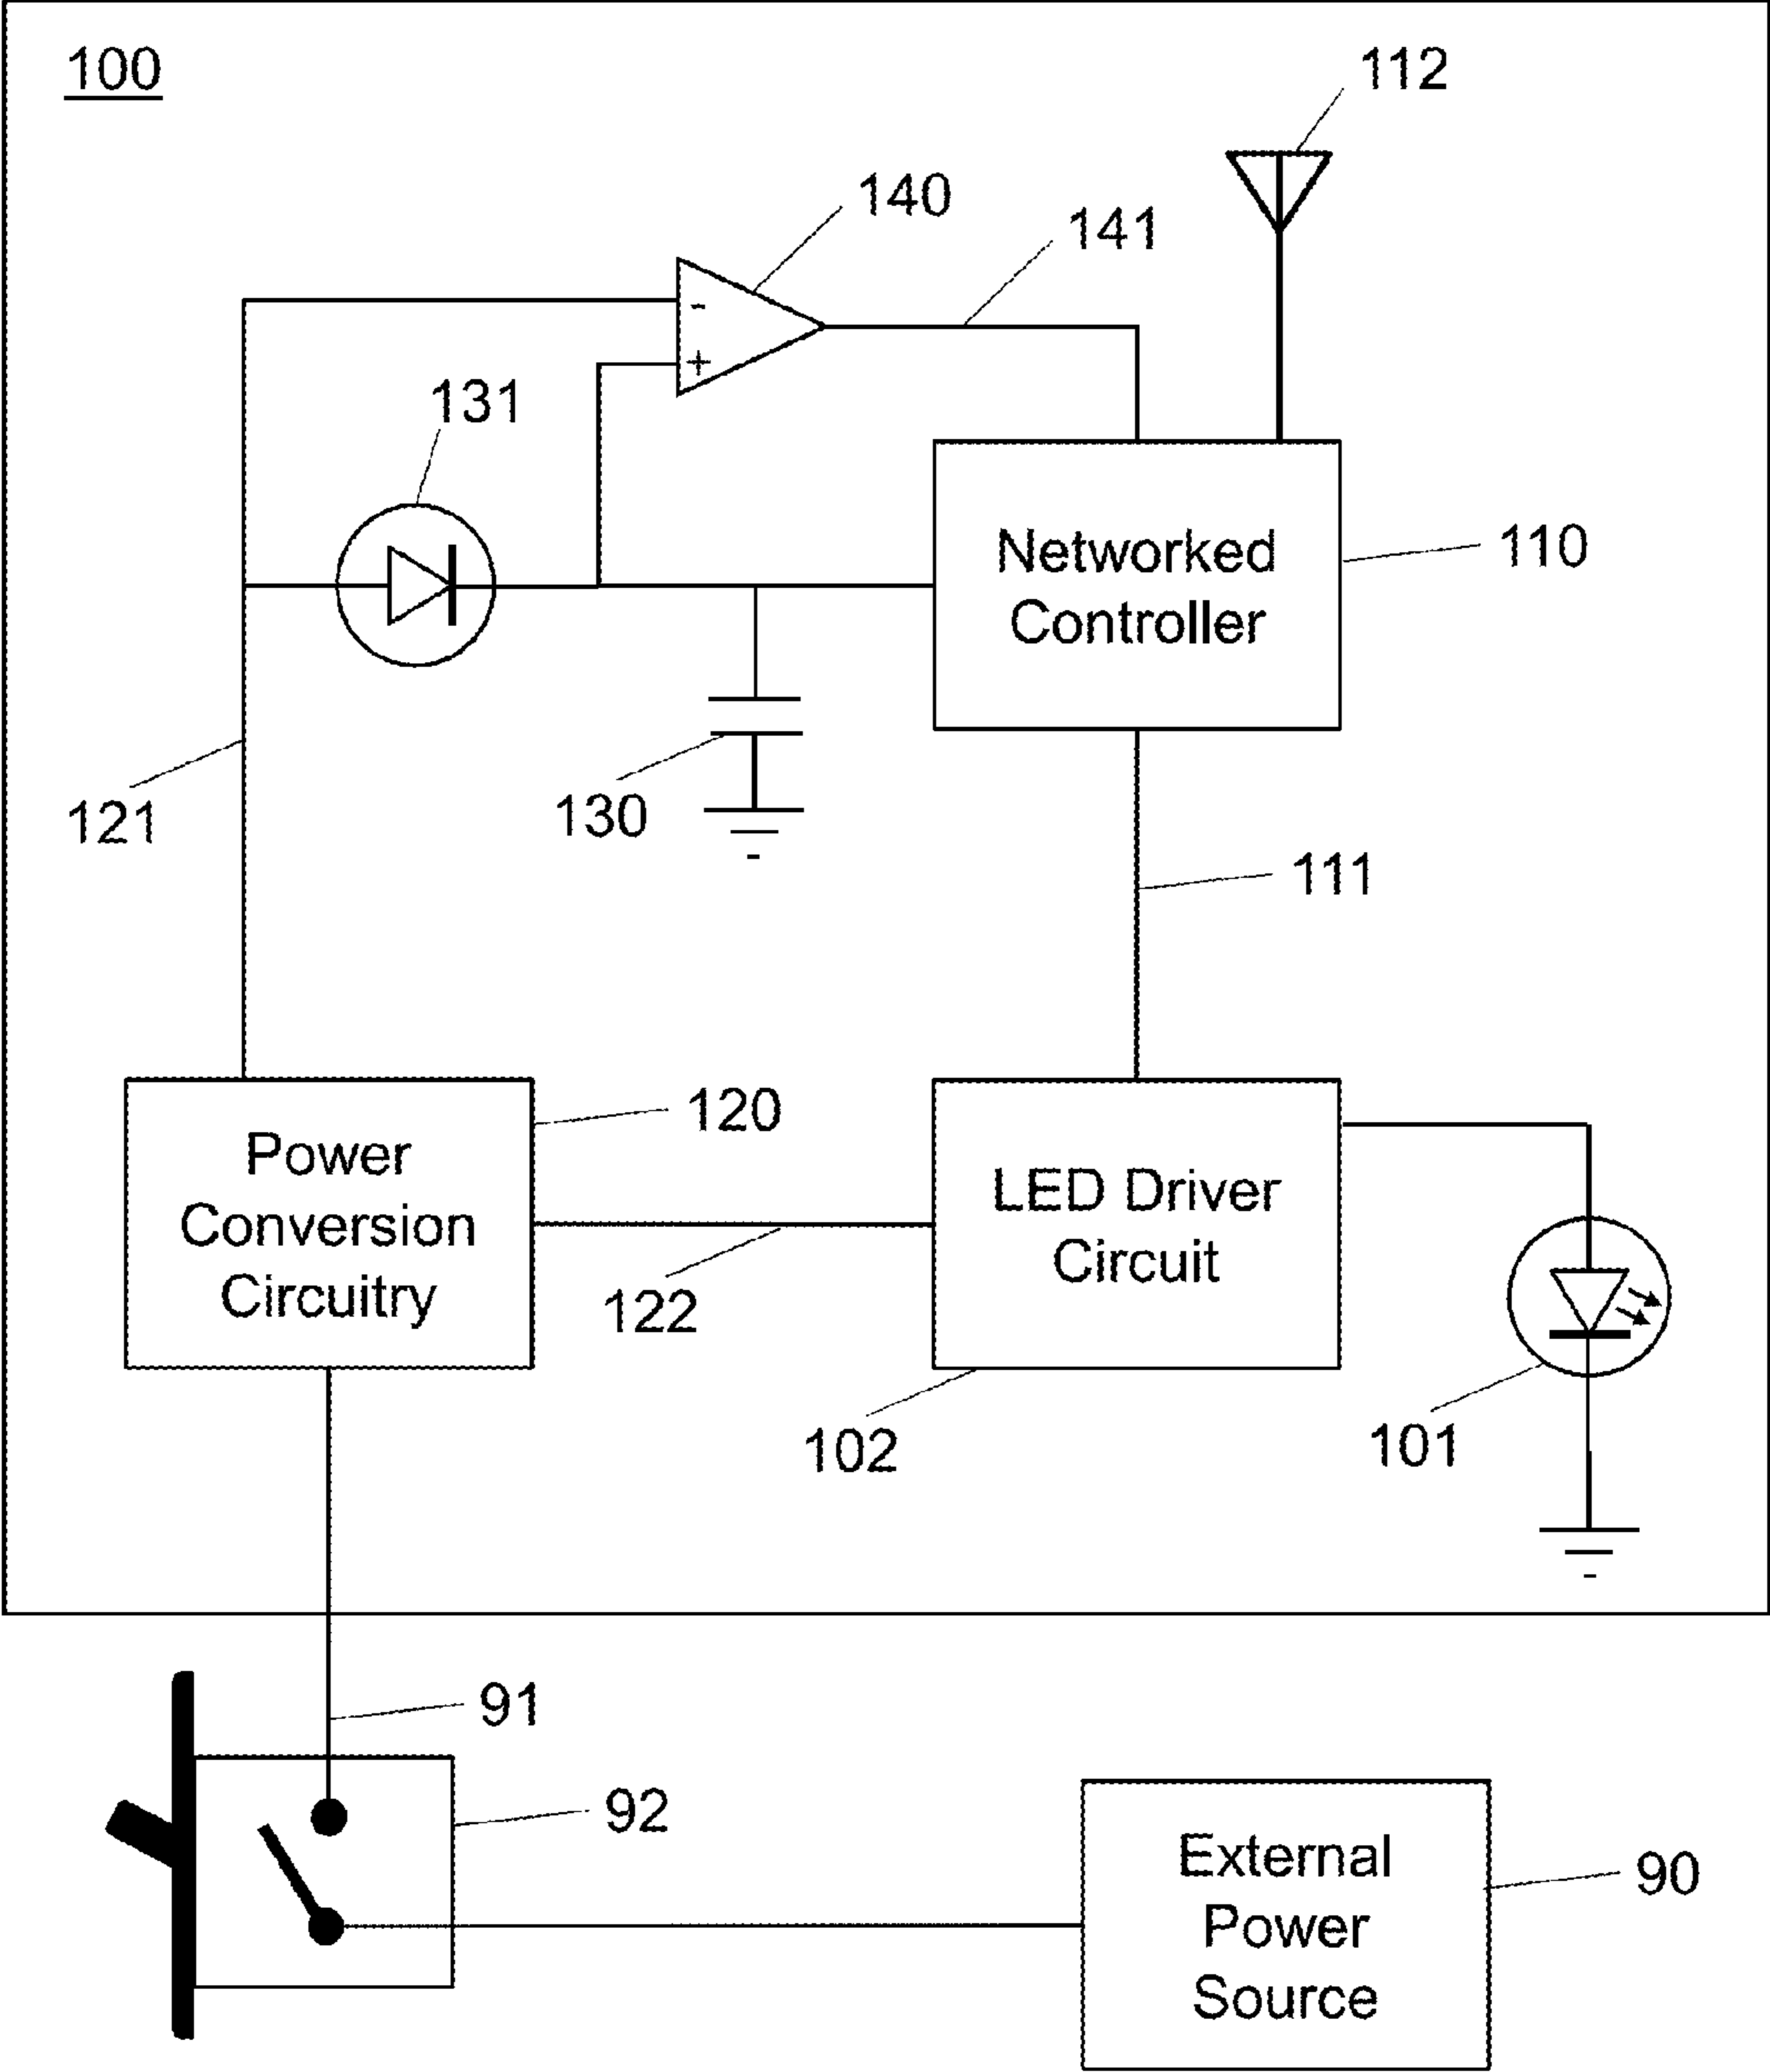 100
112
140
141
-
+
131
Networked
Controller
110
121
130
111
Power
Conversion
Circuitry
120
LED Driver
Circuit
122
102
101
91
92
External
Power
Source
90